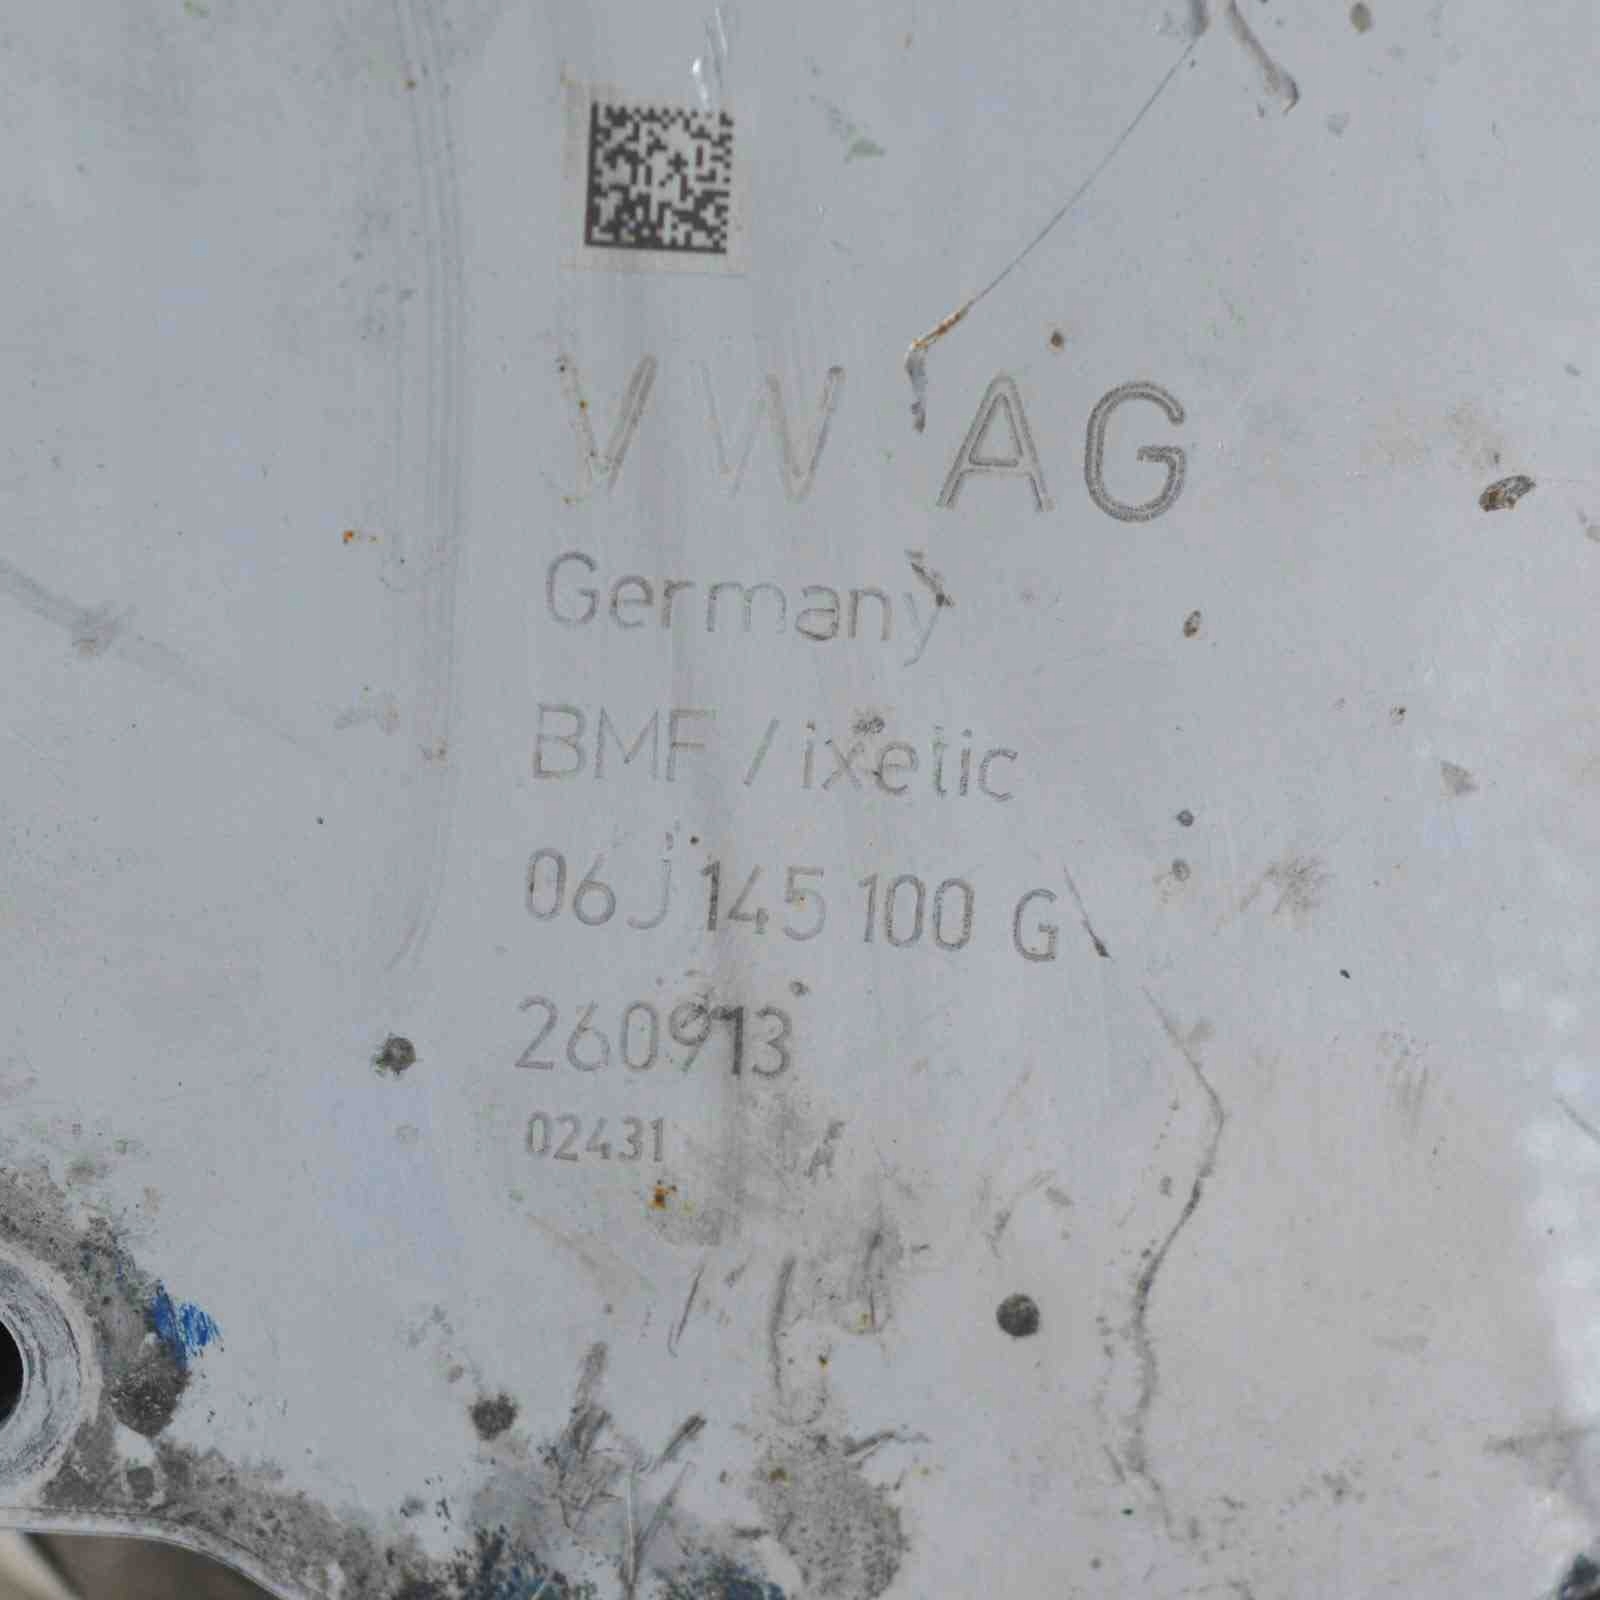 VW AG
Germany
BMF / ixetic
06J 145 100 G
260913
02431